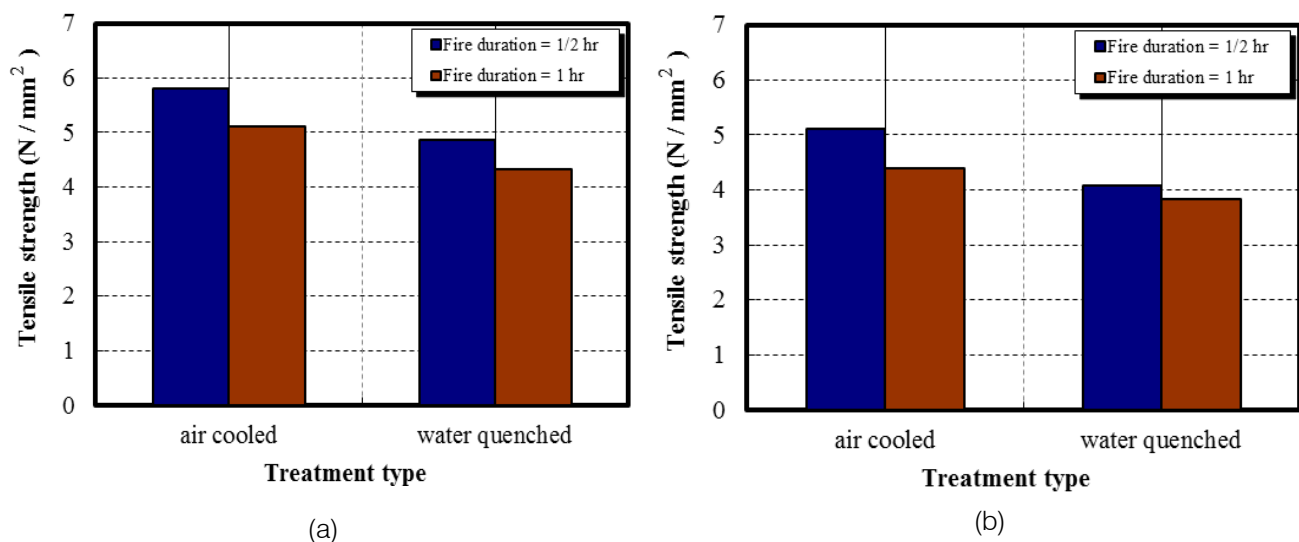 Tensile strength (N / mm²)
7
6
5
4
3
2
1
0
Fire duration = 1/2 hr
Fire duration = 1 hr
air cooled
water quenched
Treatment type
(a)
Tensile strength (N / mm²)
7
6
5
4
3
2
1
0
Fire duration = 1/2 hr
Fire duration = 1 hr
air cooled
water quenched
Treatment type
(b)